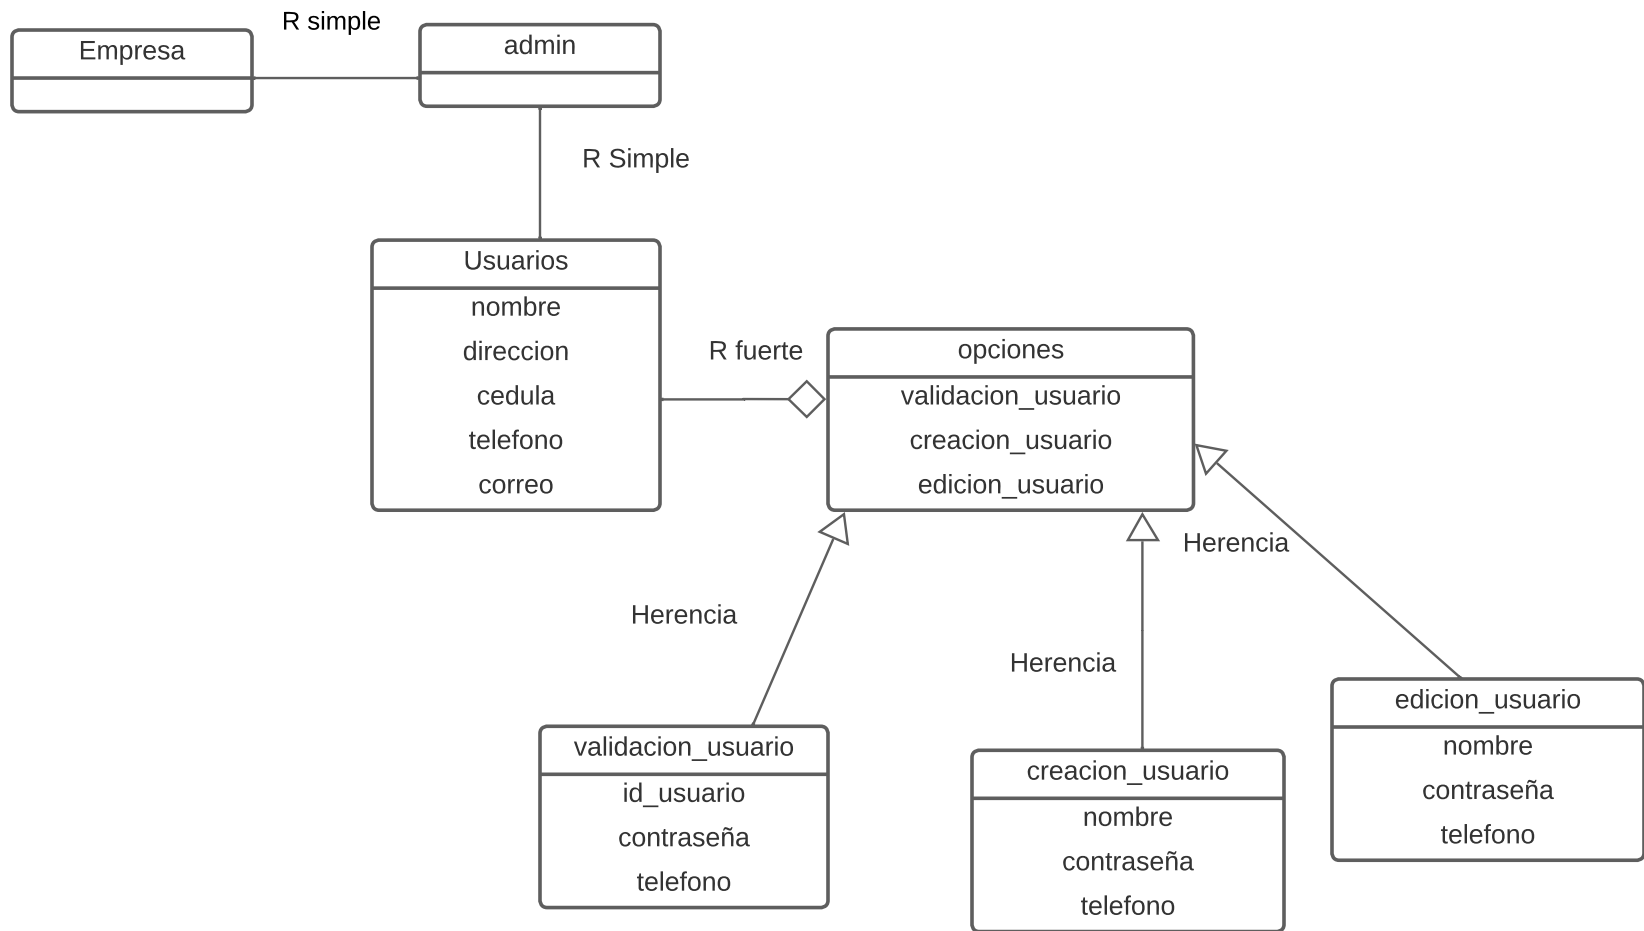 R simple
Empresa
admin
R Simple
Usuarios
nombre
direccion
cedula
telefono
correo
R fuerte
opciones
validacion_usuario
creacion_usuario
edicion_usuario
Herencia
Herencia
Herencia
validacion_usuario
id_usuario
contraseña
telefono
creacion_usuario
nombre
contraseña
telefono
edicion_usuario
nombre
contraseña
telefono